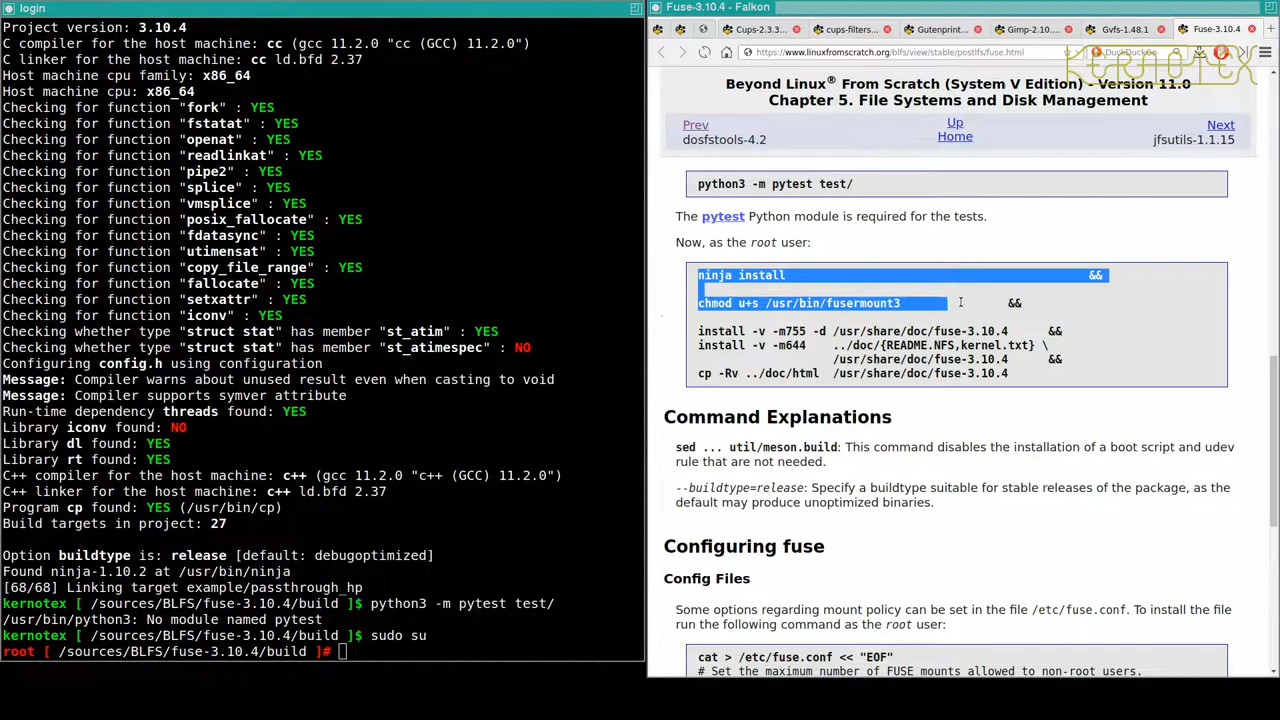 login
Project version: 3.10.4
C compiler for the host machine: cc (gcc 11.2.0 "cc (GCC) 11.2.0")
C linker for the host machine: cc ld.bfd 2.37
Host machine cpu family: x86_64
Host machine cpu: x86_64
Checking for function "fork" : YES
Checking for function "fstatat" : YES
Checking for function "openat" : YES
Checking for function "readlinkat" : YES
Checking for function "pipe2" : YES
Checking for function "splice" : YES
Checking for function "vmsplice" : YES
Checking for function "posix_fallocate" : YES
Checking for function "fdatasync" : YES
Checking for function "utimensat" : YES
Checking for function "copy_file_range" : YES
Checking for function "fallocate" : YES
Checking for function "setxattr" : YES
Checking for function "iconv" : YES
Checking whether type "struct stat" has member "st_atim" : YES
Checking whether type "struct stat" has member "st_atimespec" : NO
Configuring config.h using configuration
Message: Compiler warns about unused result even when casting to void
Message: Compiler supports symver attribute
Run-time dependency threads found: YES
Library iconv found: NO
Library dl found: YES
Library rt found: YES
C++ compiler for the host machine: c++ (gcc 11.2.0 "c++ (GCC) 11.2.0")
C++ linker for the host machine: c++ ld.bfd 2.37
Program cp found: YES (/usr/bin/cp)
Build targets in project: 27
Option buildtype is: release [default: debugoptimized]
Found ninja-1.10.2 at /usr/bin/ninja
[68/68] Linking target example/passthrough_hp
kernotex [ /sources/BLFS/fuse-3.10.4/build ]$ python3 -m pytest test/
/usr/bin/python3: No module named pytest
kernotex [ /sources/BLFS/fuse-3.10.4/build ]$ sudo su
root [ /sources/BLFS/fuse-3.10.4/build ]#
Fuse-3.10.4 - Falkon
Cups-2.3.3... cups-filters... Gutenprint... Gimp-2.10... Gvfs-1.48.1 Fuse-3.10.4
https://www.linuxfromscratch.org/blfs/view/stable/postlfs/fuse.html DuckDuckGo
KERNOTEX
Beyond Linux® From Scratch (System V Edition) - Version 11.0
Chapter 5. File Systems and Disk Management
Prev Up Next
dosfstools-4.2 Home jfsutils-1.1.15
python3 -m pytest test/
The pytest Python module is required for the tests.
Now, as the root user:
ninja install &&
chmod u+s /usr/bin/fusermount3 &&
install -v -m755 -d /usr/share/doc/fuse-3.10.4 &&
install -v -m644 ../doc/{README.NFS,kernel.txt} \
/usr/share/doc/fuse-3.10.4 &&
cp -Rv ../doc/html /usr/share/doc/fuse-3.10.4
Command Explanations
sed ... util/meson.build: This command disables the installation of a boot script and udev
rule that are not needed.
--buildtype=release: Specify a buildtype suitable for stable releases of the package, as the
default may produce unoptimized binaries.
Configuring fuse
Config Files
Some options regarding mount policy can be set in the file /etc/fuse.conf. To install the file
run the following command as the root user:
cat > /etc/fuse.conf << "EOF"
# Set the maximum number of FUSE mounts allowed to non-root users.